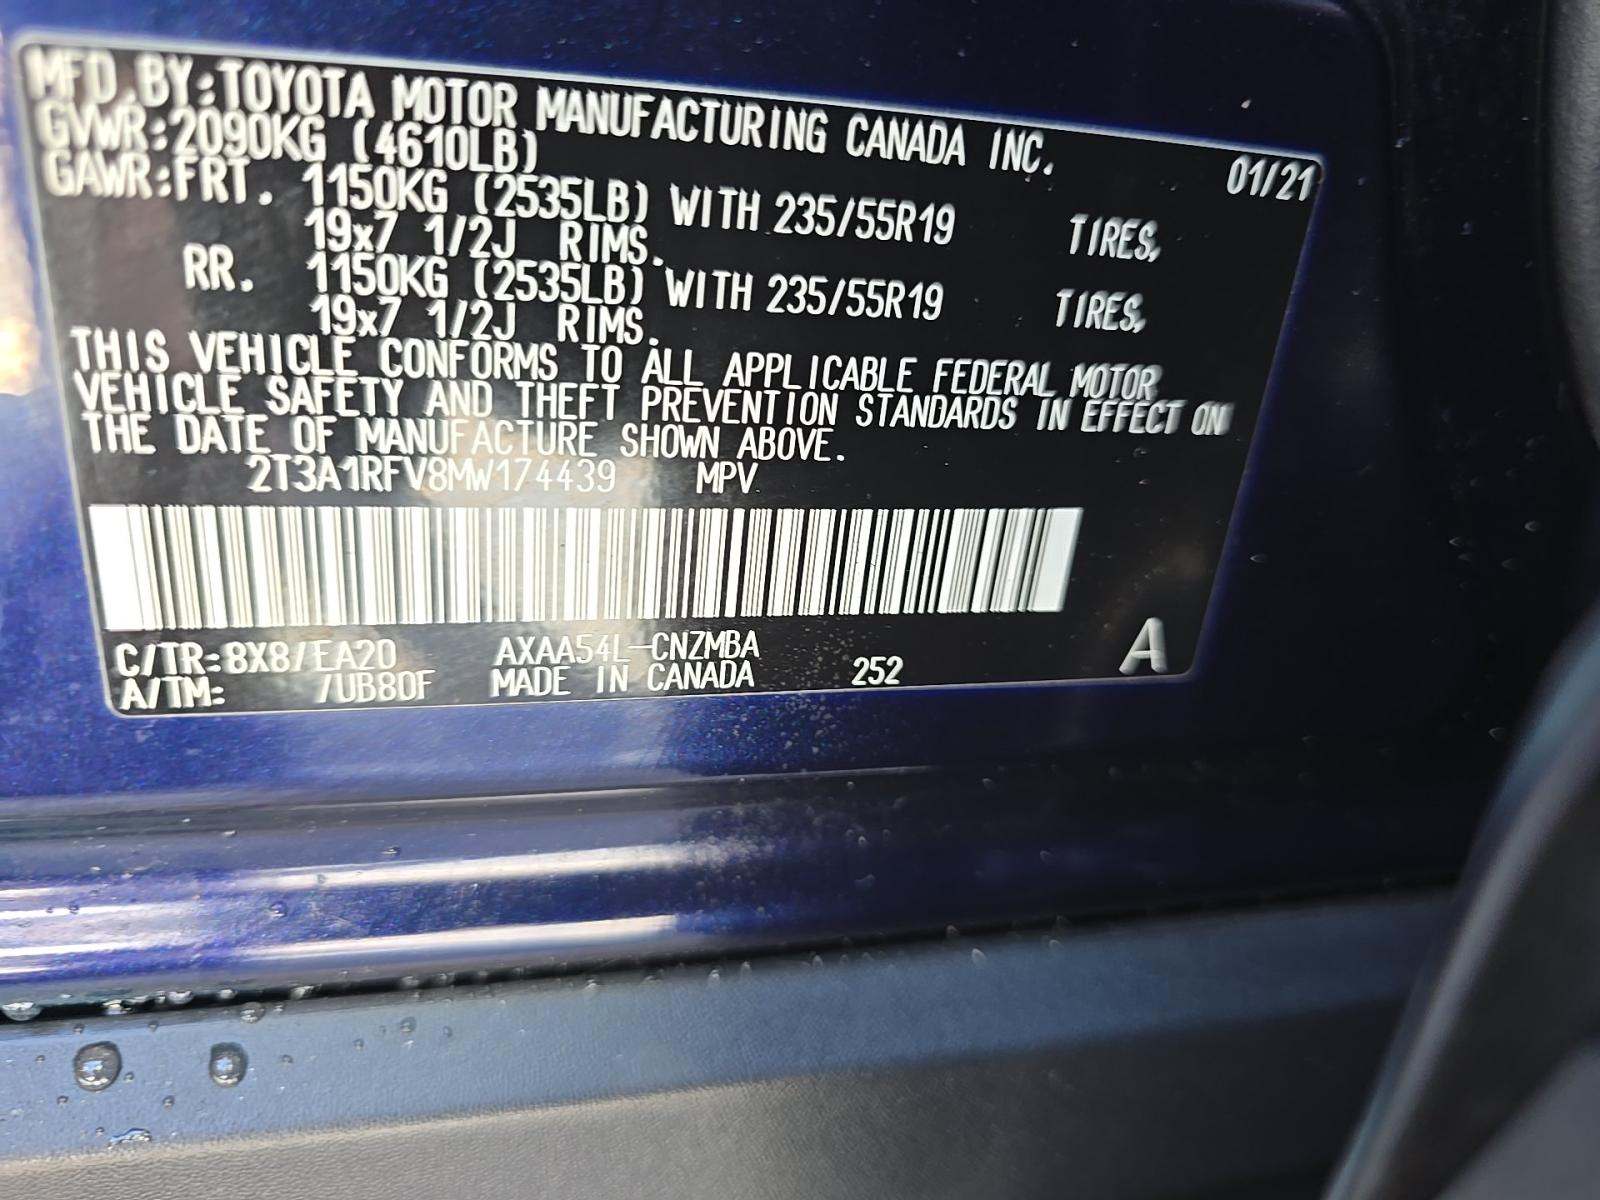 MFD.BY:TOYOTA MOTOR MANUFACTURING CANADA INC. 01/21
GVWR:2090KG (4610LB)
GAWR:FRT. 1150KG (2535LB) WITH 235/55R19 TIRES,
19x7 1/2J RIMS.
RR. 1150KG (2535LB) WITH 235/55R19 TIRES,
19x7 1/2J RIMS.
THIS VEHICLE CONFORMS TO ALL APPLICABLE FEDERAL MOTOR
VEHICLE SAFETY AND THEFT PREVENTION STANDARDS IN EFFECT ON
THE DATE OF MANUFACTURE SHOWN ABOVE.
2T3A1RFV8MW174439 MPV
C/TR:8X8/EA20 AXAA54L-CNZMBA
A/TM: /UB80F MADE IN CANADA 252 A